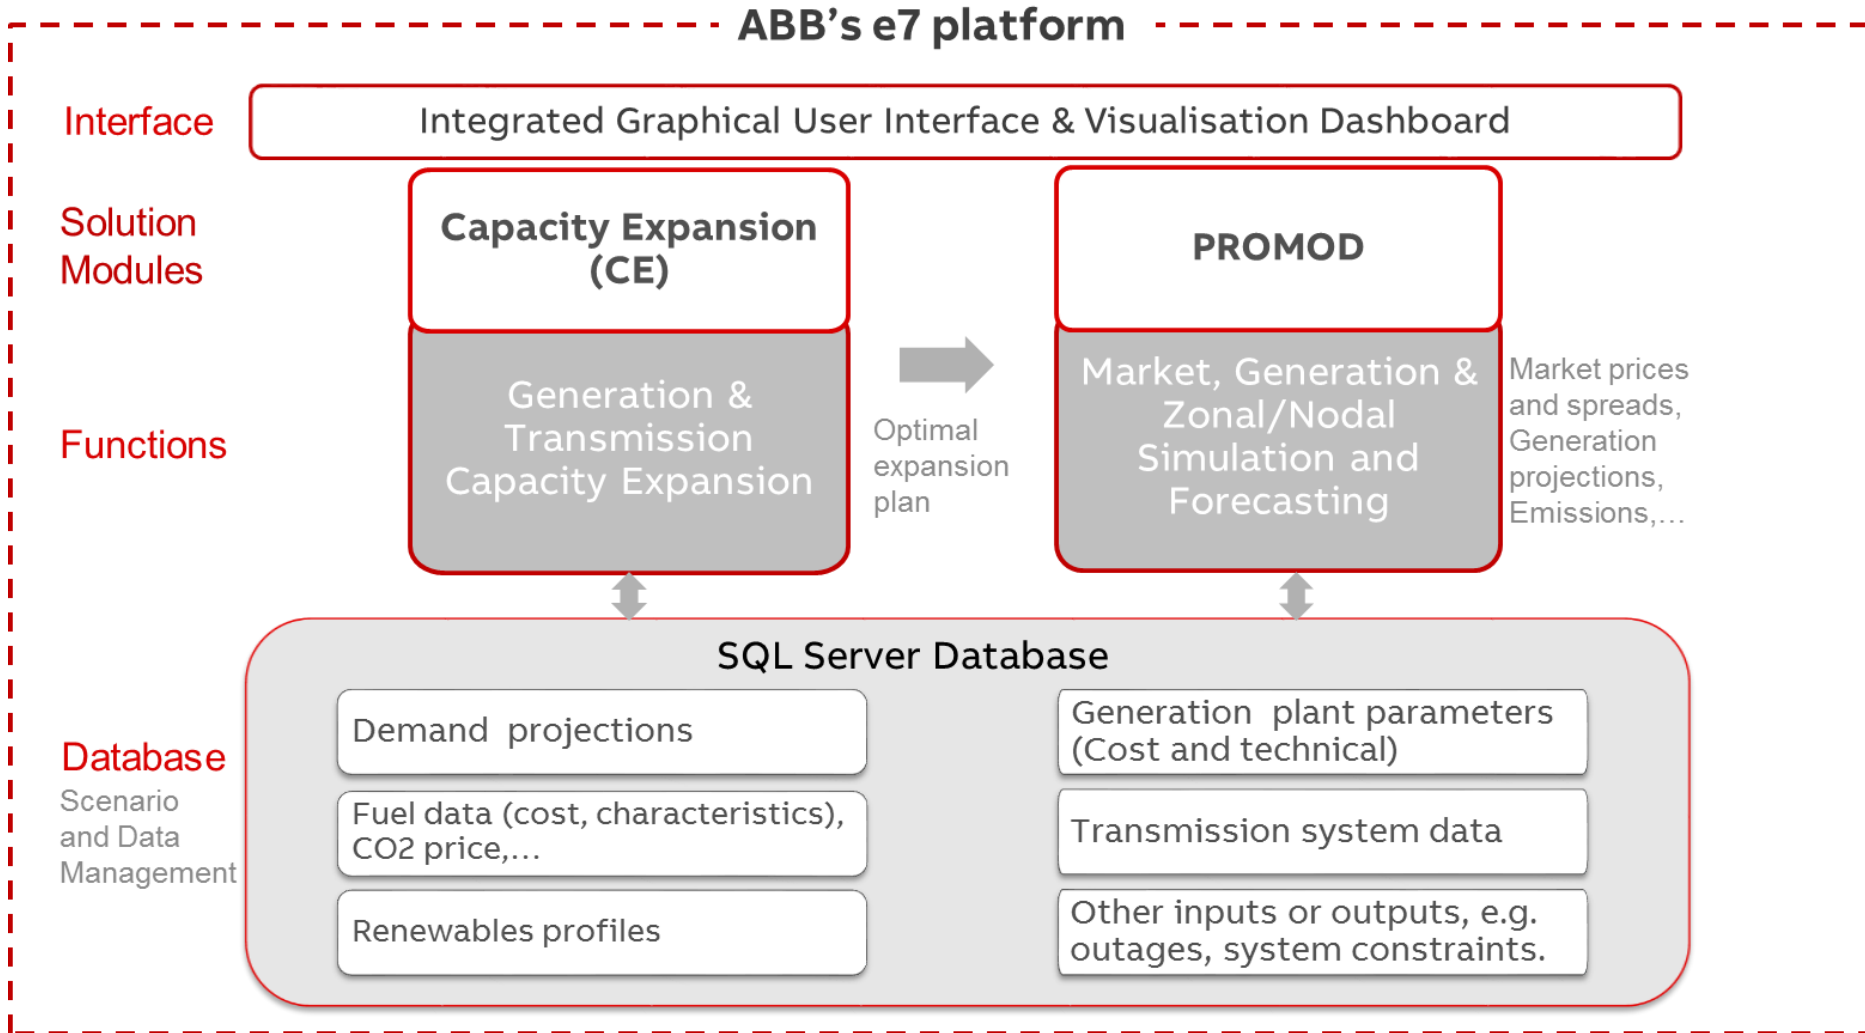 ABB's e7 platform
Interface
Integrated Graphical User Interface & Visualisation Dashboard
Solution
Modules
Capacity Expansion
(CE)
PROMOD
Functions
Generation &
Transmission
Capacity Expansion
Optimal
expansion
plan
Market, Generation &
Zonal/Nodal
Simulation and
Forecasting
Market prices
and spreads,
Generation
projections,
Emissions,...
SQL Server Database
Database
Scenario
and Data
Management
Demand projections
Fuel data (cost, characteristics),
CO2 price,...
Renewables profiles
Generation plant parameters
(Cost and technical)
Transmission system data
Other inputs or outputs, e.g.
outages, system constraints.